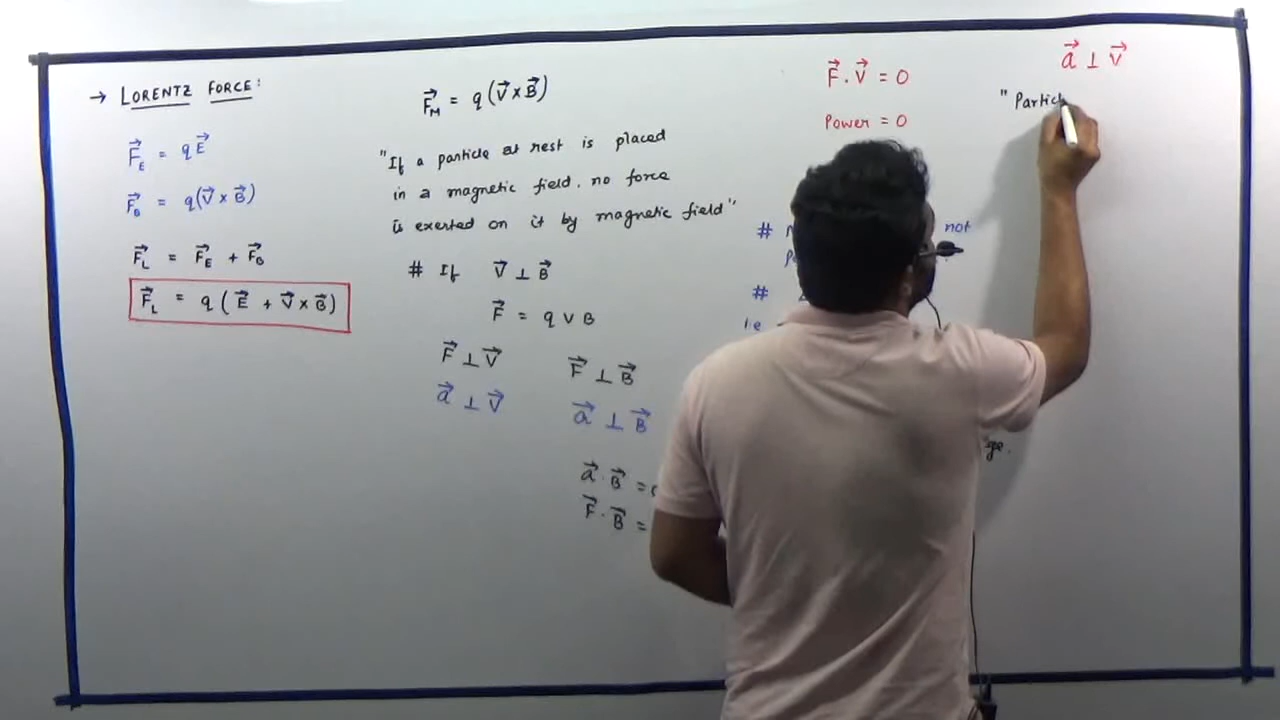 → LORENTZ FORCE:
F⃗_E = qE⃗
F⃗_B = q(V⃗ × B⃗)
F⃗_L = F⃗_E + F⃗_B
F⃗_L = q ( E⃗ + V⃗ × B⃗ )
F⃗_M = q (V⃗ × B⃗)
"If a particle at rest is placed
in a magnetic field, no force
is exerted on it by magnetic field"
# If V⃗ ⊥ B⃗
F⃗ = q v B
F⃗ ⊥ V⃗ F⃗ ⊥ B⃗
a⃗ ⊥ V⃗ a⃗ ⊥ B⃗
a⃗ . B⃗ =
F⃗ . B⃗ =
F⃗ . V⃗ = 0
Power = 0
# not
#
i.e
a⃗ ⊥ V⃗
" Particl